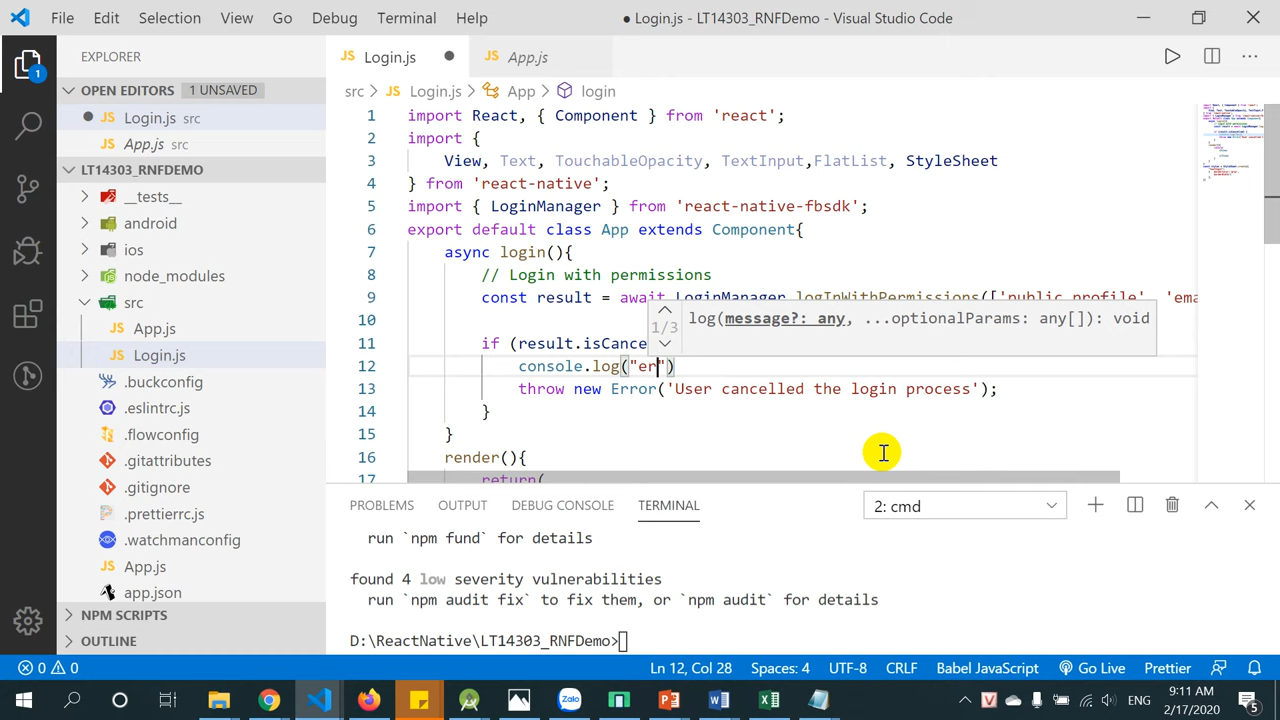 File Edit Selection View Go Debug Terminal Help ● Login.js - LT14303_RNFDemo - Visual Studio Code
EXPLORER
OPEN EDITORS 1 UNSAVED
Login.js src
App.js src
LT14303_RNFDEMO
__tests__
android
ios
node_modules
src
App.js
Login.js
.buckconfig
.eslintrc.js
.flowconfig
.gitattributes
.gitignore
.prettierrc.js
.watchmanconfig
App.js
app.json
NPM SCRIPTS
OUTLINE
1
JS Login.js JS App.js
src > JS Login.js > App > login
1 import React, { Component } from 'react';
2 import {
3 View, Text, TouchableOpacity, TextInput,FlatList, StyleSheet
4 } from 'react-native';
5 import { LoginManager } from 'react-native-fbsdk';
6 export default class App extends Component{
7 async login(){
8 // Login with permissions
9 const result = await LoginManager.logInWithPermissions(['public_profile', 'ema
10
1/3 log(message?: any, ...optionalParams: any[]): void
11 if (result.isCance
12 console.log("er")
13 throw new Error('User cancelled the login process');
14 }
15 }
16 render(){
17 return(
PROBLEMS OUTPUT DEBUG CONSOLE TERMINAL 2: cmd
run `npm fund` for details
found 4 low severity vulnerabilities
run `npm audit fix` to fix them, or `npm audit` for details
D:\ReactNative\LT14303_RNFDemo>
0 0 Ln 12, Col 28 Spaces: 4 UTF-8 CRLF Babel JavaScript Go Live Prettier
Zalo V ENG 9:11 AM
2/17/2020 5